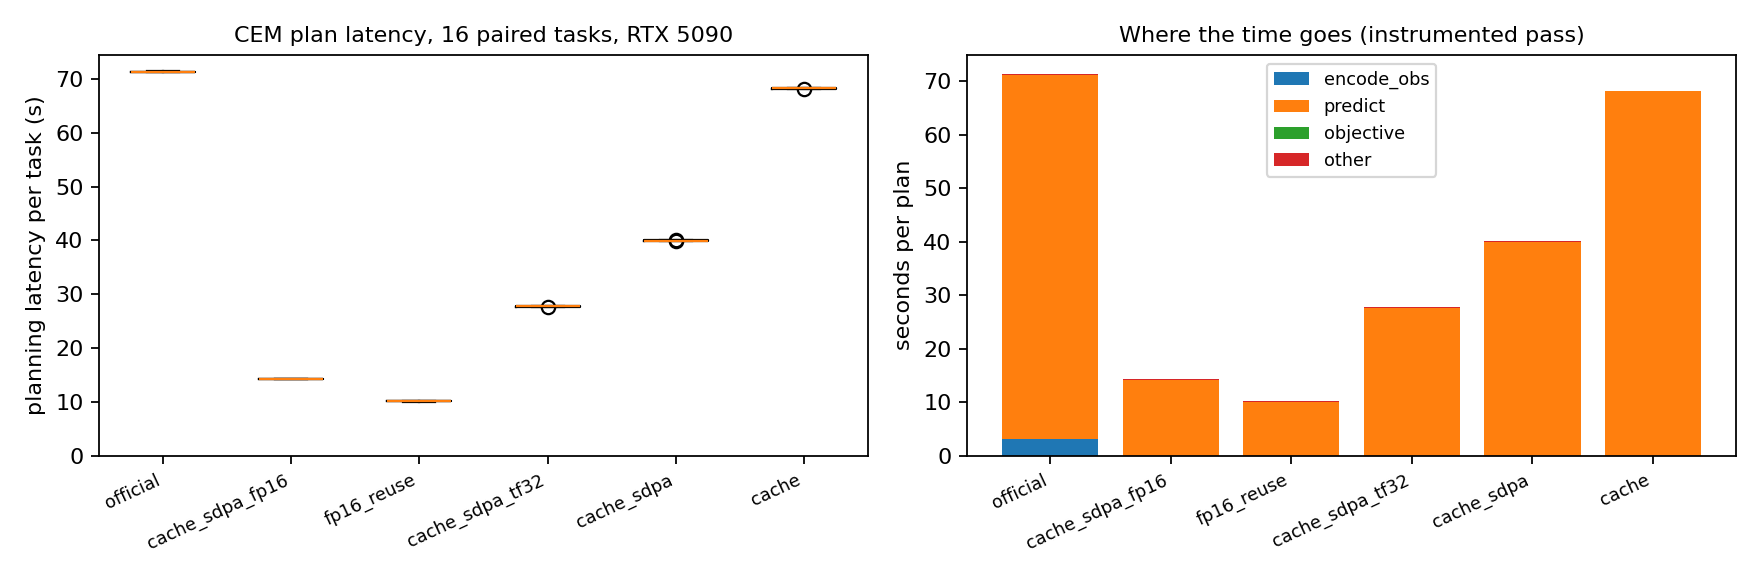 CEM plan latency, 16 paired tasks, RTX 5090
planning latency per task (s)
70
60
50
40
30
20
10
0
official
cache_sdpa_fp16
fp16_reuse
cache_sdpa_tf32
cache_sdpa
cache
Where the time goes (instrumented pass)
seconds per plan
70
60
50
40
30
20
10
0
encode_obs
predict
objective
other
official
cache_sdpa_fp16
fp16_reuse
cache_sdpa_tf32
cache_sdpa
cache